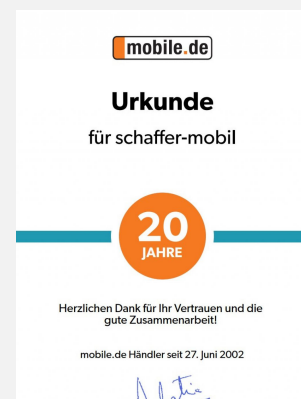 mobile.de
Urkunde
für schaffer-mobil
20
JAHRE
Herzlichen Dank für Ihr Vertrauen und die
gute Zusammenarbeit!
mobile.de Händler seit 27. Juni 2002